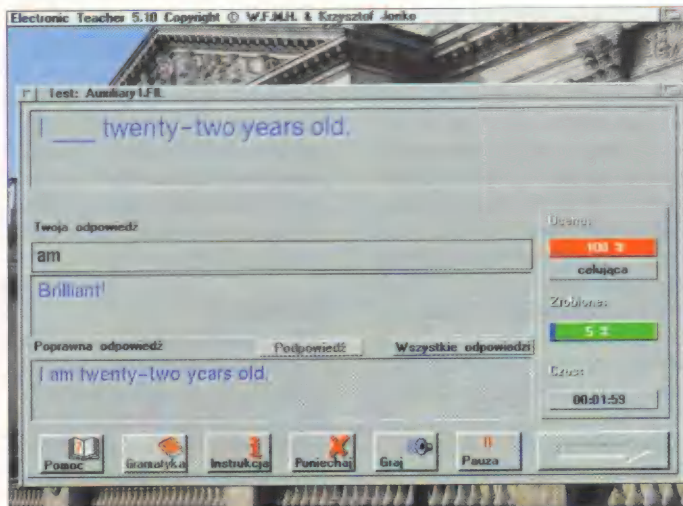 Electronic Teacher 5.10 Copyright © W.F.M.H. & Krzysztof Jonko
Test: Auxiliary1.FIL
I ___ twenty-two years old.
Twoja odpowiedź
am
Brilliant!
Poprawna odpowiedź
Podpowiedź
Wszystkie odpowiedzi
I am twenty-two years old.
Ocena:
100 %
celująca
Zrobione:
5 %
Czas:
00:01:59
Pomoc
Gramatyka
Instrukcja
Poniechaj
Graj
Pauza